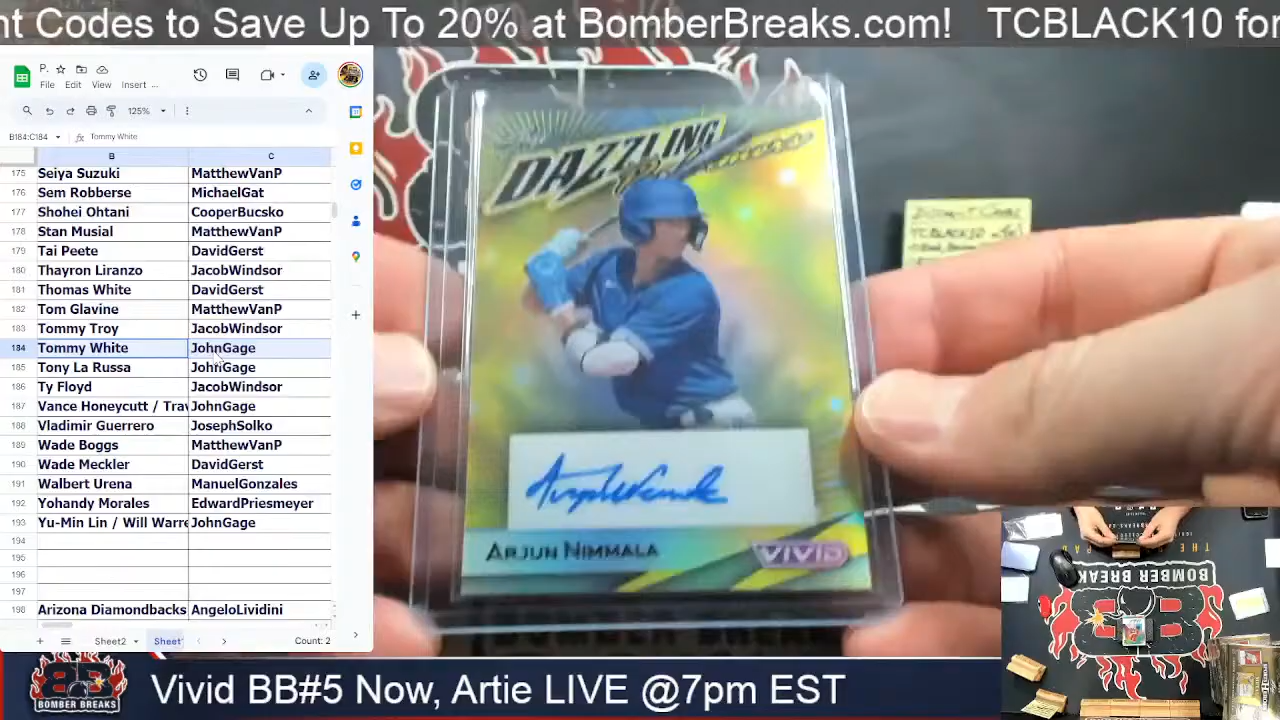 nt Codes to Save Up To 20% at BomberBreaks.com! TCBLACK10 for
P.
File Edit View Insert ...
125%
B184:C184 fx Tommy White
B C
175 Seiya Suzuki MatthewVanP
176 Sem Robberse MichaelGat
177 Shohei Ohtani CooperBucsko
178 Stan Musial MatthewVanP
179 Tai Peete DavidGerst
180 Thayron Liranzo JacobWindsor
181 Thomas White DavidGerst
182 Tom Glavine MatthewVanP
183 Tommy Troy JacobWindsor
184 Tommy White JohnGage
185 Tony La Russa JohnGage
186 Ty Floyd JacobWindsor
187 Vance Honeycutt / Trav JohnGage
188 Vladimir Guerrero JosephSolko
189 Wade Boggs MatthewVanP
190 Wade Meckler DavidGerst
191 Walbert Urena ManuelGonzales
192 Yohandy Morales EdwardPriesmeyer
193 Yu-Min Lin / Will Warre JohnGage
194
195
196
197
198 Arizona Diamondbacks AngeloLividini
Sheet2 Sheet1 Count: 2
DAZZLING
ARJUN NIMMALA
VIVID
TCBLACK10
BOMBER BREAK
BB
BOMBER BREAKS
Vivid BB#5 Now, Artie LIVE @7pm EST